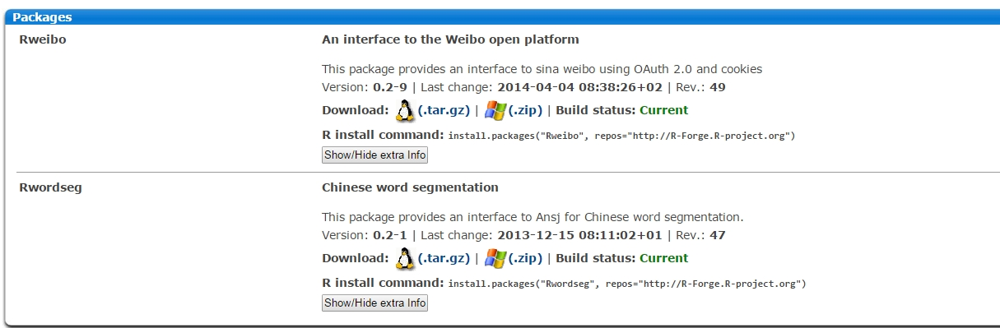 Packages
Rweibo
An interface to the Weibo open platform
This package provides an interface to sina weibo using OAuth 2.0 and cookies
Version: 0.2-9 | Last change: 2014-04-04 08:38:26+02 | Rev.: 49
Download: (.tar.gz) | (.zip) | Build status: Current
R install command: install.packages("Rweibo", repos="http://R-Forge.R-project.org")
Show/Hide extra Info
Rwordseg
Chinese word segmentation
This package provides an interface to Ansj for Chinese word segmentation.
Version: 0.2-1 | Last change: 2013-12-15 08:11:02+01 | Rev.: 47
Download: (.tar.gz) | (.zip) | Build status: Current
R install command: install.packages("Rwordseg", repos="http://R-Forge.R-project.org")
Show/Hide extra Info